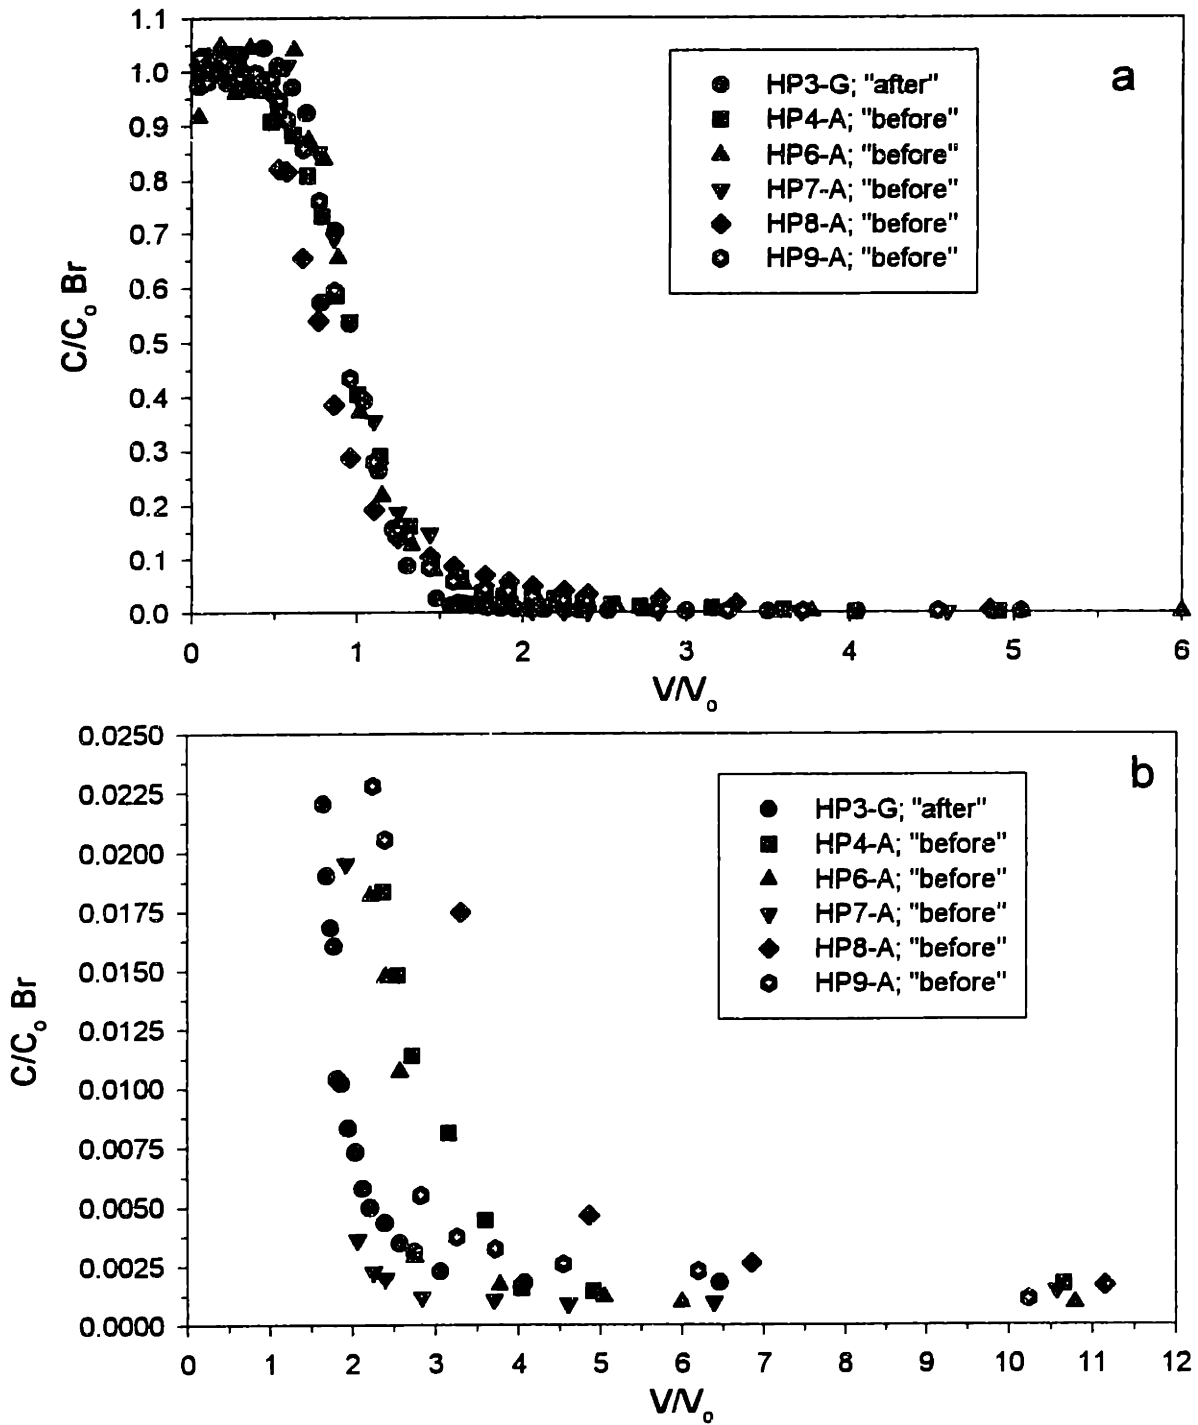 a
1.1
1.0
0.9
0.8
0.7
0.6
0.5
0.4
0.3
0.2
0.1
0.0
C/Co Br
HP3-G; "after"
HP4-A; "before"
HP6-A; "before"
HP7-A; "before"
HP8-A; "before"
HP9-A; "before"
0 1 2 3 4 5 6
V/Vo
b
0.0250
0.0225
0.0200
0.0175
0.0150
0.0125
0.0100
0.0075
0.0050
0.0025
0.0000
C/Co Br
HP3-G; "after"
HP4-A; "before"
HP6-A; "before"
HP7-A; "before"
HP8-A; "before"
HP9-A; "before"
0 1 2 3 4 5 6 7 8 9 10 11 12
V/Vo